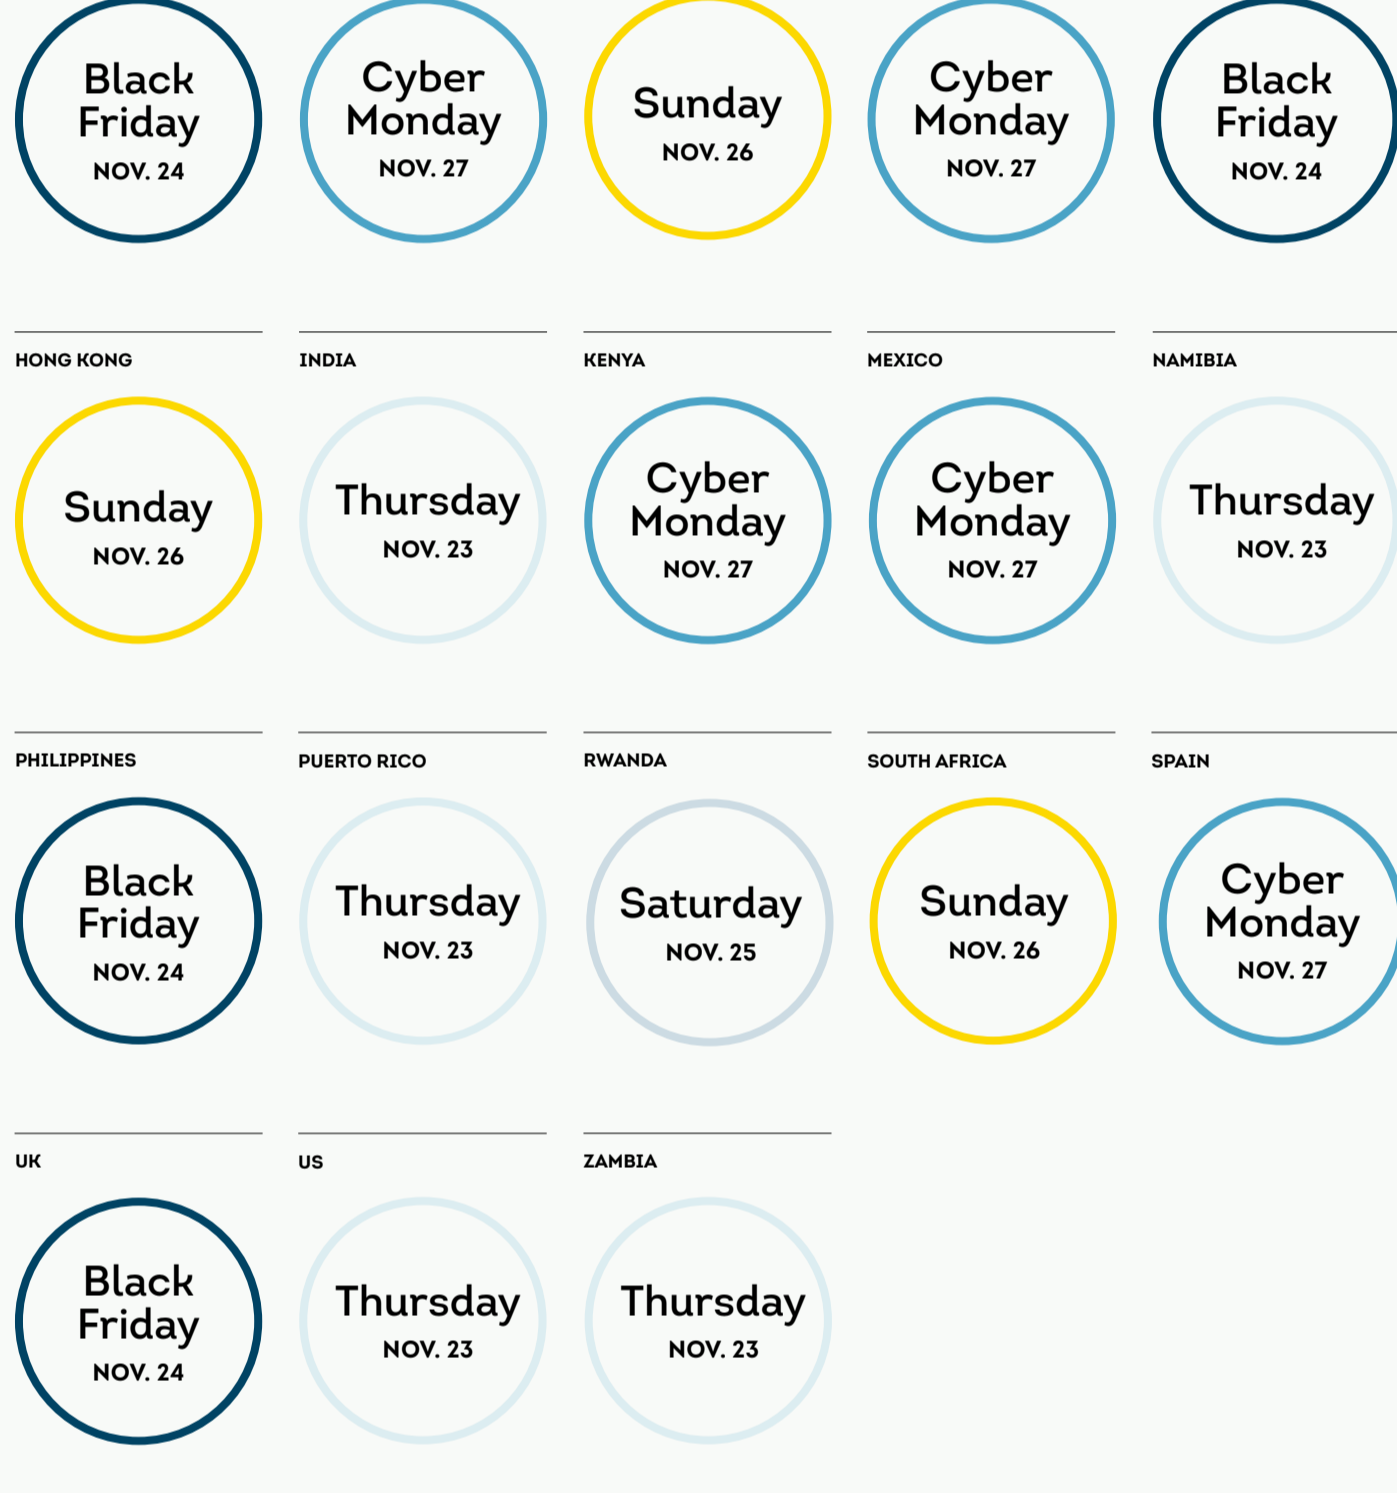 Black
Friday
NOV. 24
Cyber
Monday
NOV. 27
Sunday
NOV. 26
Cyber
Monday
NOV. 27
Black
Friday
NOV. 24
HONG KONG
INDIA
KENYA
MEXICO
NAMIBIA
Sunday
NOV. 26
Thursday
NOV. 23
Cyber
Monday
NOV. 27
Cyber
Monday
NOV. 27
Thursday
NOV. 23
PHILIPPINES
PUERTO RICO
RWANDA
SOUTH AFRICA
SPAIN
Black
Friday
NOV. 24
Thursday
NOV. 23
Saturday
NOV. 25
Sunday
NOV. 26
Cyber
Monday
NOV. 27
UK
US
ZAMBIA
Black
Friday
NOV. 24
Thursday
NOV. 23
Thursday
NOV. 23